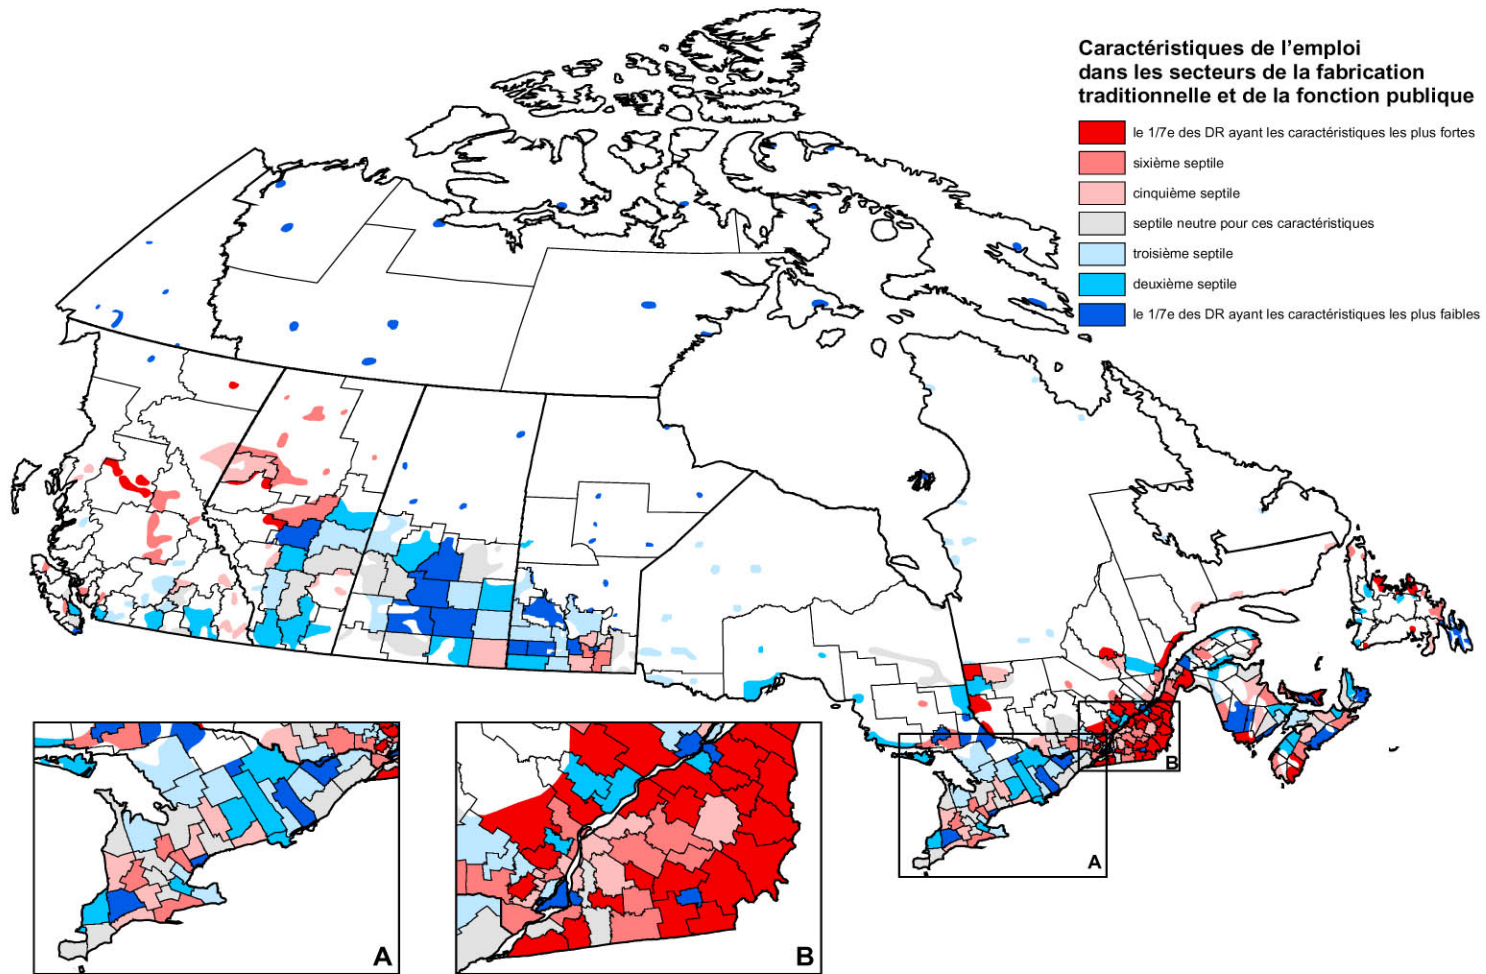 Caractéristiques de l'emploi
dans les secteurs de la fabrication
traditionnelle et de la fonction publique
le 1/7e des DR ayant les caractéristiques les plus fortes
sixième septile
cinquième septile
septile neutre pour ces caractéristiques
troisième septile
deuxième septile
le 1/7e des DR ayant les caractéristiques les plus faibles
B
A
A
B